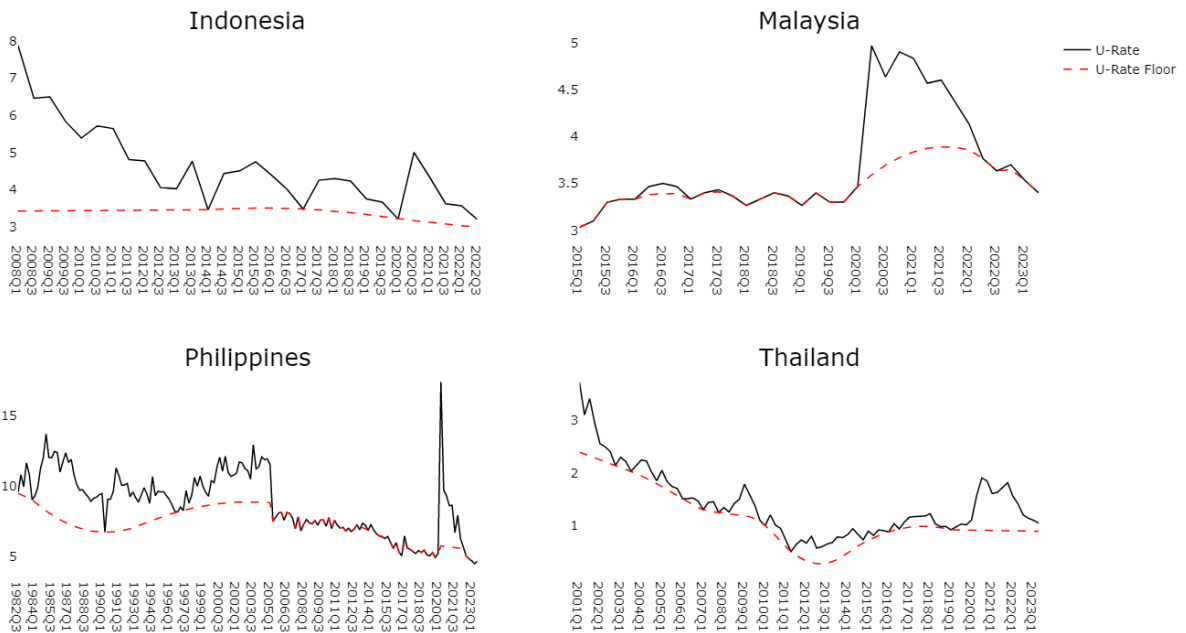 Indonesia
8
7
6
5
4
3
2008Q1
2008Q3
2009Q3
2010Q1
2010Q3
2011Q1
2011Q3
2012Q1
2012Q3
2013Q1
2013Q3
2014Q1
2014Q3
2015Q1
2015Q3
2016Q1
2016Q3
2017Q1
2017Q3
2018Q1
2018Q3
2019Q1
2019Q3
2020Q1
2020Q3
2021Q1
2021Q3
2022Q1
2022Q3
Malaysia
5
4.5
4
3.5
3
2015Q1
2015Q3
2016Q1
2016Q3
2017Q1
2017Q3
2018Q1
2018Q3
2019Q1
2019Q3
2020Q1
2020Q3
2021Q1
2021Q3
2022Q1
2022Q3
2023Q1
U-Rate
U-Rate Floor
Philippines
15
10
5
1982Q3
1984Q1
1985Q3
1987Q1
1988Q3
1990Q1
1991Q3
1993Q1
1994Q3
1996Q1
1997Q3
1999Q1
2000Q3
2002Q1
2003Q3
2005Q1
2006Q3
2008Q1
2009Q3
2011Q1
2012Q3
2014Q1
2015Q3
2017Q1
2018Q3
2020Q1
2021Q3
2023Q1
Thailand
3
2
1
2001Q1
2002Q1
2003Q1
2004Q1
2005Q1
2006Q1
2007Q1
2008Q1
2009Q1
2010Q1
2011Q1
2012Q1
2013Q1
2014Q1
2015Q1
2016Q1
2017Q1
2018Q1
2019Q1
2020Q1
2021Q1
2022Q1
2023Q1